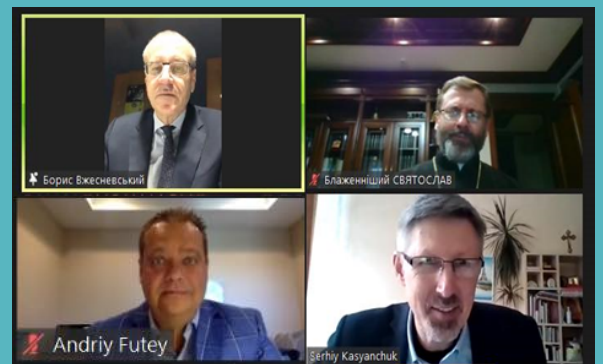 Борис Вжесневський
Блаженніший СВЯТОСЛАВ
Andriy Futey
Serhiy Kasyanchuk